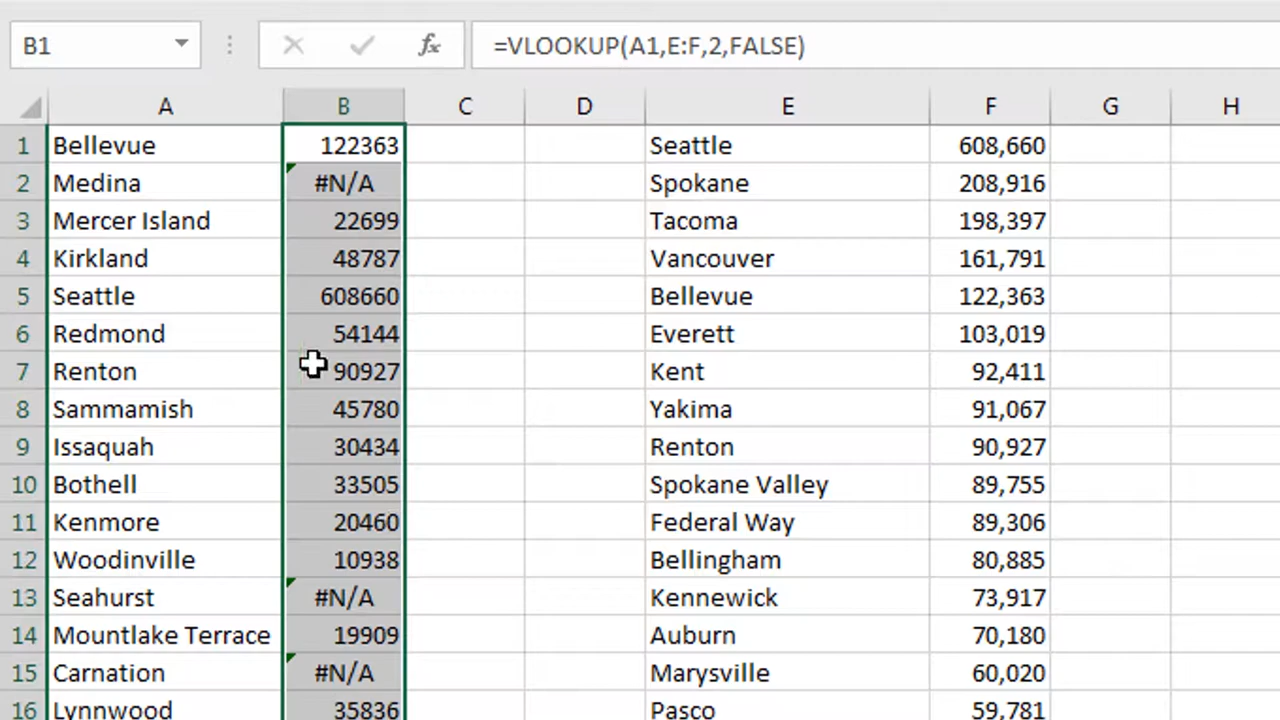 B1 fx =VLOOKUP(A1,E:F,2,FALSE)
A B C D E F G H
1 Bellevue 122363 Seattle 608,660
2 Medina #N/A Spokane 208,916
3 Mercer Island 22699 Tacoma 198,397
4 Kirkland 48787 Vancouver 161,791
5 Seattle 608660 Bellevue 122,363
6 Redmond 54144 Everett 103,019
7 Renton 90927 Kent 92,411
8 Sammamish 45780 Yakima 91,067
9 Issaquah 30434 Renton 90,927
10 Bothell 33505 Spokane Valley 89,755
11 Kenmore 20460 Federal Way 89,306
12 Woodinville 10938 Bellingham 80,885
13 Seahurst #N/A Kennewick 73,917
14 Mountlake Terrace 19909 Auburn 70,180
15 Carnation #N/A Marysville 60,020
16 Lynnwood 35836 Pasco 59,781